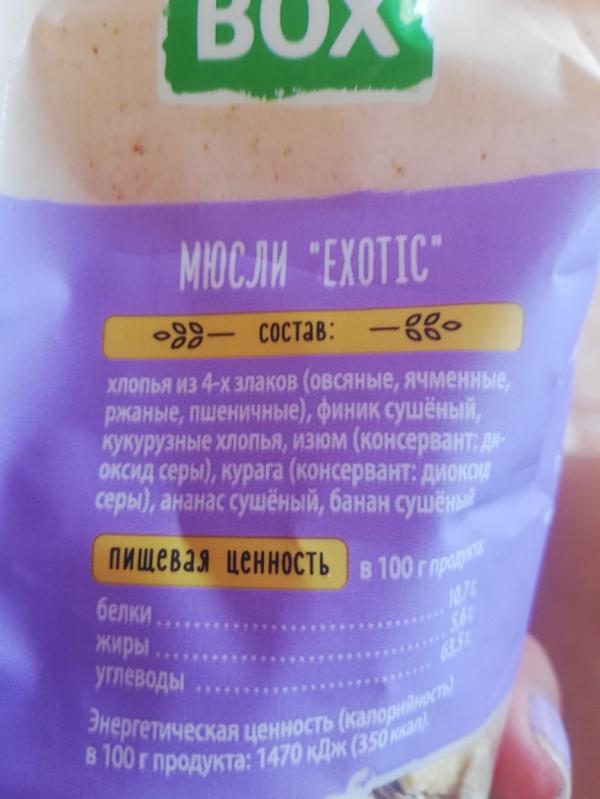 BOX
МЮСЛИ "EXOTIC"
СОСТАВ:
хлопья из 4-х злаков (овсяные, ячменные,
ржаные, пшеничные), финик сушёный,
кукурузные хлопья, изюм (консервант: ди-
оксид серы), курага (консервант: диоксид
серы), ананас сушёный, банан сушёный
ПИЩЕВАЯ ЦЕННОСТЬ в 100 г продукта:
белки ........................ 10,7 г.
жиры ........................ 5,6 г.
углеводы .................... 63,5 г.
Энергетическая ценность (калорийность)
в 100 г продукта: 1470 кДж (350 ккал).